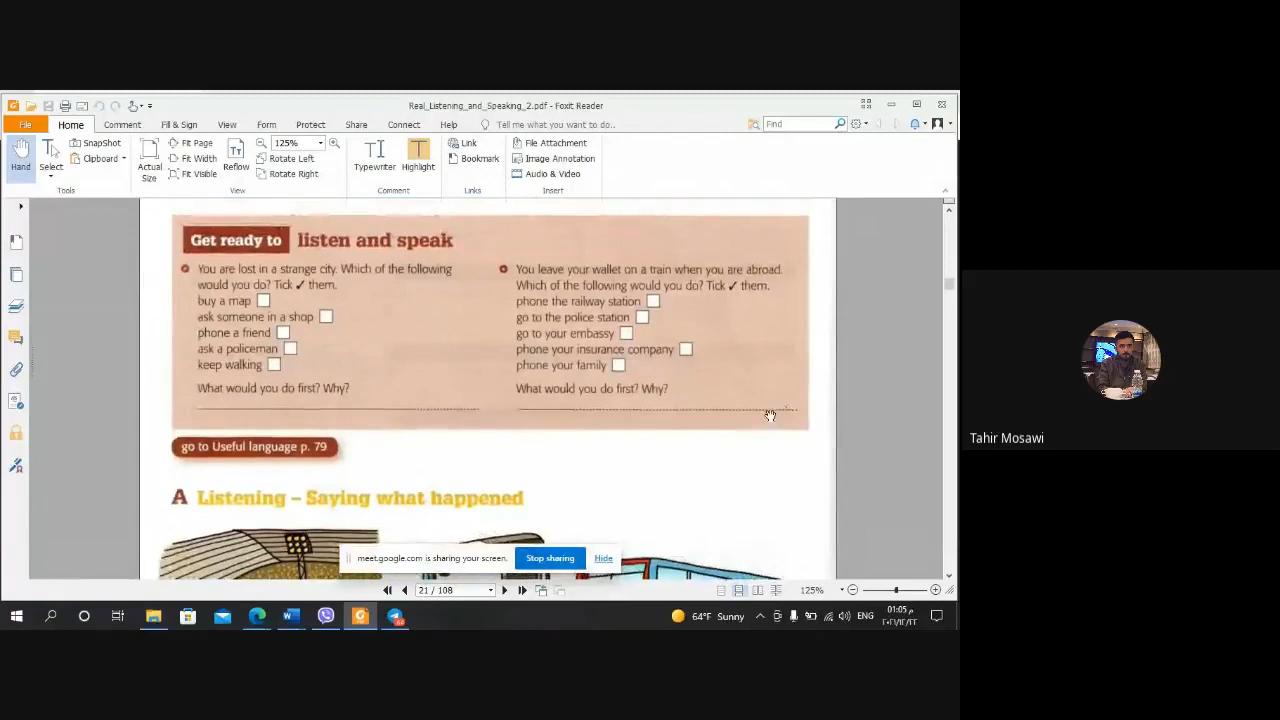 Real_Listening_and_Speaking_2.pdf - Foxit Reader
File Home Comment Fill & Sign View Form Protect Share Connect Help Tell me what you want to do.. Find
Hand
Select
SnapShot
Clipboard
Tools
Actual Size
Fit Page
Fit Width
Fit Visible
Reflow
125%
Rotate Left
Rotate Right
View
Typewriter
Highlight
Comment
Link
Bookmark
Links
File Attachment
Image Annotation
Audio & Video
Insert
Get ready to listen and speak
You are lost in a strange city. Which of the following
would you do? Tick ✓ them.
buy a map
ask someone in a shop
phone a friend
ask a policeman
keep walking
What would you do first? Why?
You leave your wallet on a train when you are abroad.
Which of the following would you do? Tick ✓ them.
phone the railway station
go to the police station
go to your embassy
phone your insurance company
phone your family
What would you do first? Why?
go to Useful language p. 79
A Listening – Saying what happened
meet.google.com is sharing your screen. Stop sharing Hide
21 / 108
125%
64°F Sunny
ENG
01:05 م
Tahir Mosawi